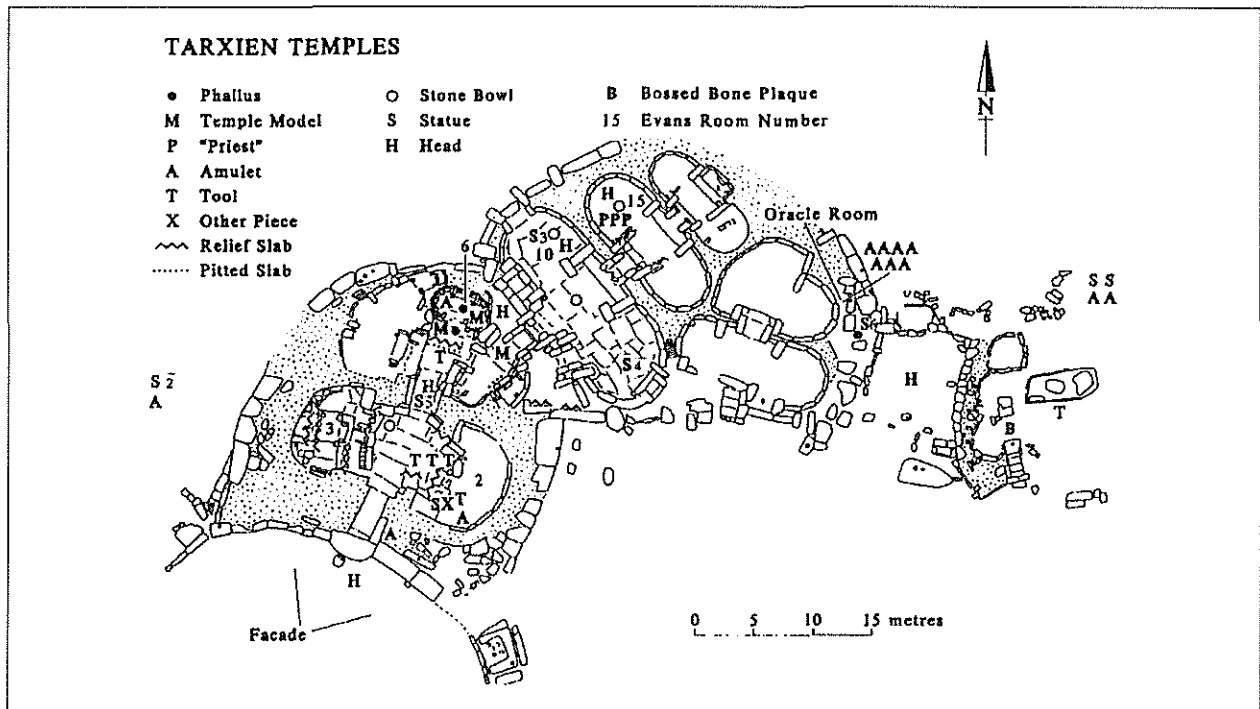 TARXIEN TEMPLES
● Phallus
M Temple Model
P "Priest"
A Amulet
T Tool
X Other Piece
Relief Slab
Pitted Slab
○ Stone Bowl
S Statue
H Head
B Bossed Bone Plaque
15 Evans Room Number
N
Oracle Room
AAAA
AAA
S S
A A
6
H
15
PPP
S3
10 H
A
M
M
H
M
T
H
SS
S4
S
H
B
T
S 2
A
3
T T T
2
SX T
A
A
H
Facade
0 5 10 15 metres